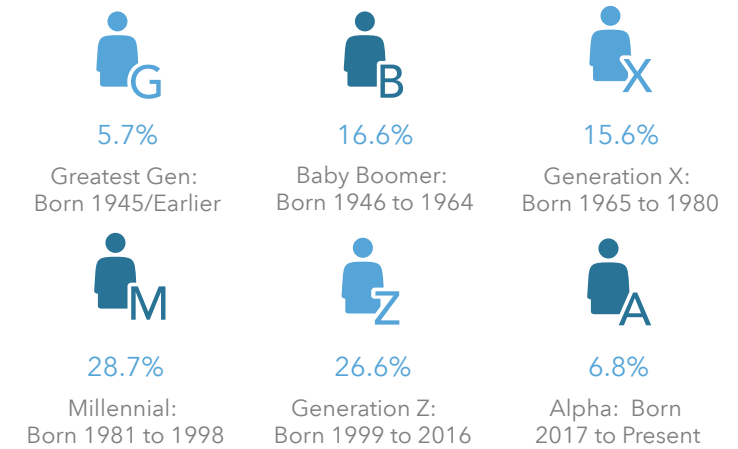 G
B
X
5.7%
16.6%
15.6%
Greatest Gen:
Born 1945/Earlier
Baby Boomer:
Born 1946 to 1964
Generation X:
Born 1965 to 1980
M
Z
A
28.7%
26.6%
6.8%
Millennial:
Born 1981 to 1998
Generation Z:
Born 1999 to 2016
Alpha:  Born
2017 to Present